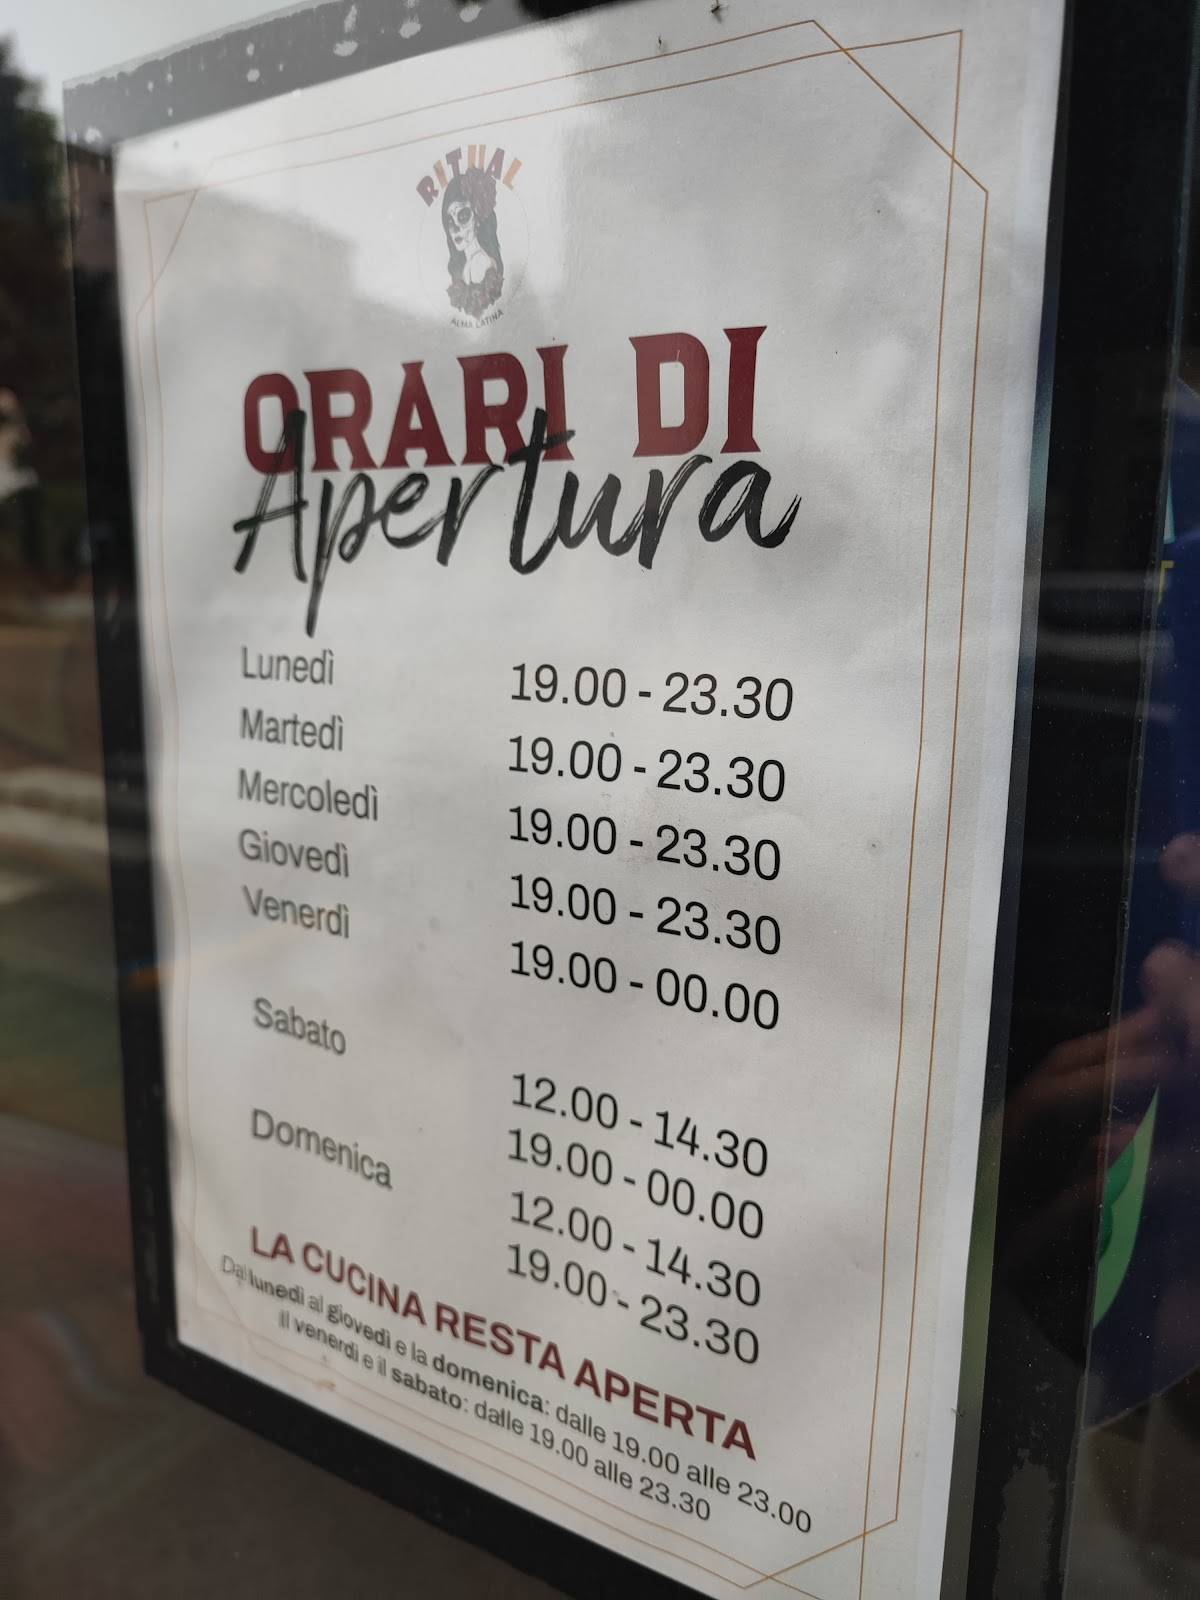 RITUAL
ALMA LATINA
ORARI DI
Apertura
Lunedì 19.00 - 23.30
Martedì 19.00 - 23.30
Mercoledì 19.00 - 23.30
Giovedì 19.00 - 23.30
Venerdì 19.00 - 00.00
Sabato 12.00 - 14.30
19.00 - 00.00
Domenica 12.00 - 14.30
19.00 - 23.30
LA CUCINA RESTA APERTA
Dal lunedì al giovedì e la domenica: dalle 19.00 alle 23.00
Il venerdì e il sabato: dalle 19.00 alle 23.30